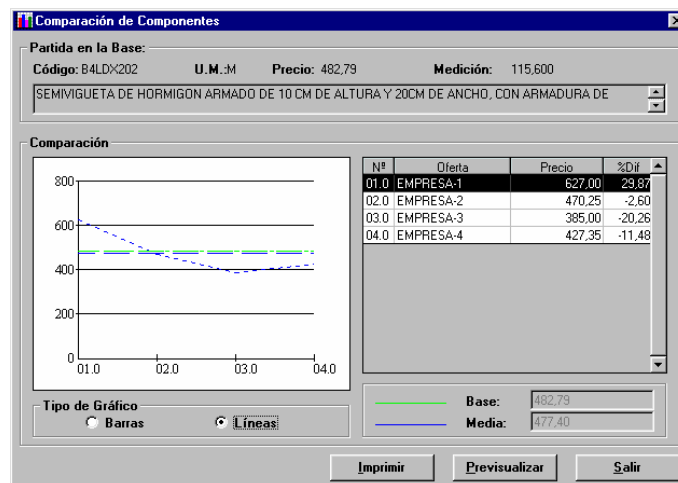 Comparación de Componentes
Partida en la Base:
Código: B4LDX202 U.M.:M Precio: 482,79 Medición: 115,600
SEMIVIGUETA DE HORMIGON ARMADO DE 10 CM DE ALTURA Y 20CM DE ANCHO, CON ARMADURA DE
Comparación
800
600
400
200
0
01.0 02.0 03.0 04.0
Nº Oferta Precio %Dif
01.0 EMPRESA-1 627,00 29,87
02.0 EMPRESA-2 470,25 -2,60
03.0 EMPRESA-3 385,00 -20,26
04.0 EMPRESA-4 427,35 -11,48
Tipo de Gráfico
Barras Líneas
Base: 482,79
Media: 477,40
Imprimir Previsualizar Salir